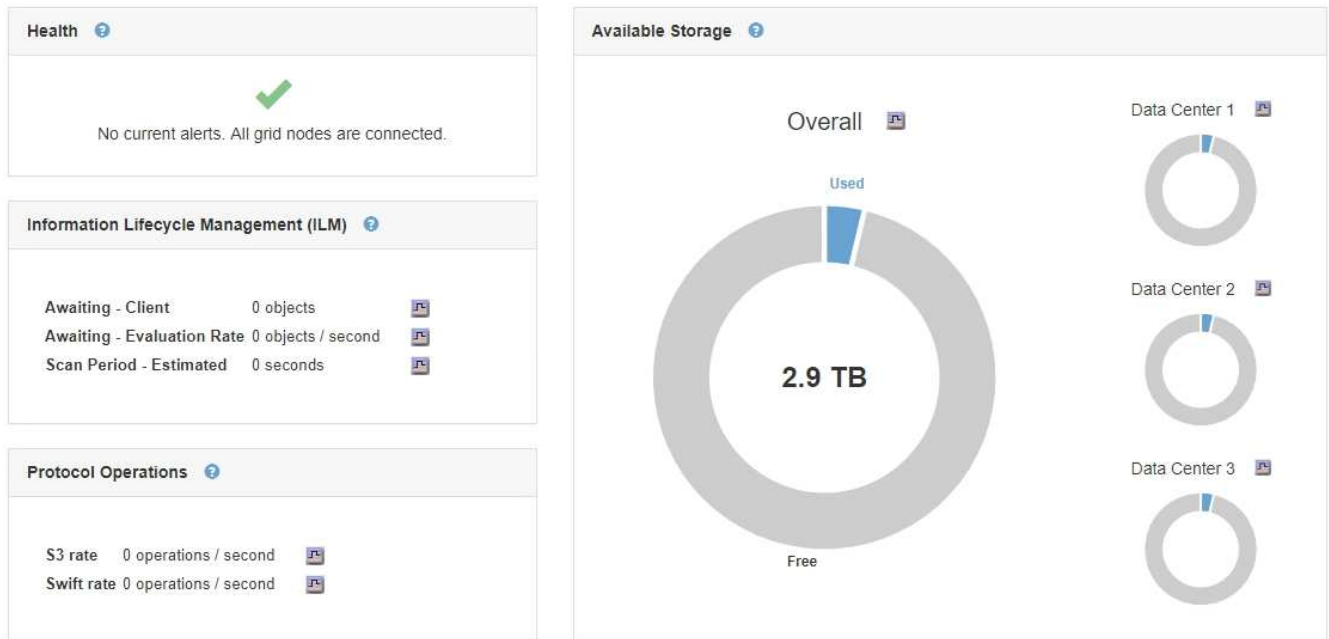 Health
No current alerts. All grid nodes are connected.
Information Lifecycle Management (ILM)
Awaiting - Client 0 objects
Awaiting - Evaluation Rate 0 objects / second
Scan Period - Estimated 0 seconds
Protocol Operations
S3 rate 0 operations / second
Swift rate 0 operations / second
Available Storage
Overall
Used
2.9 TB
Free
Data Center 1
Data Center 2
Data Center 3